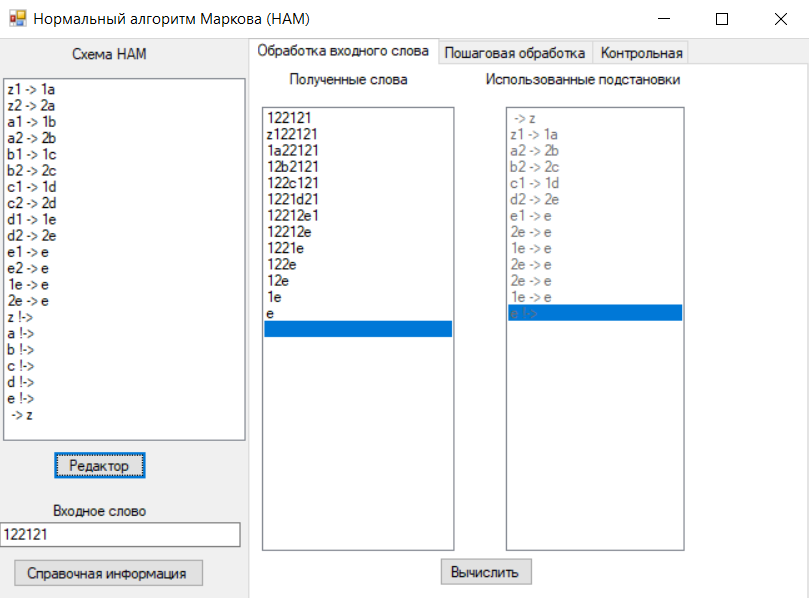 Нормальный алгоритм Маркова (НАМ)
Схема НАМ
z1 -> 1a
z2 -> 2a
a1 -> 1b
a2 -> 2b
b1 -> 1c
b2 -> 2c
c1 -> 1d
c2 -> 2d
d1 -> 1e
d2 -> 2e
e1 -> e
e2 -> e
1e -> e
2e -> e
z !->
a !->
b !->
c !->
d !->
e !->
-> z
Редактор
Входное слово
122121
Справочная информация
Обработка входного слова
Пошаговая обработка
Контрольная
Полученные слова
122121
z122121
1a22121
12b2121
122c121
1221d21
12212e1
12212e
1221e
122e
12e
1e
e
Использованные подстановки
-> z
z1 -> 1a
a2 -> 2b
b2 -> 2c
c1 -> 1d
d2 -> 2e
e1 -> e
2e -> e
1e -> e
2e -> e
2e -> e
1e -> e
e !->
Вычислить